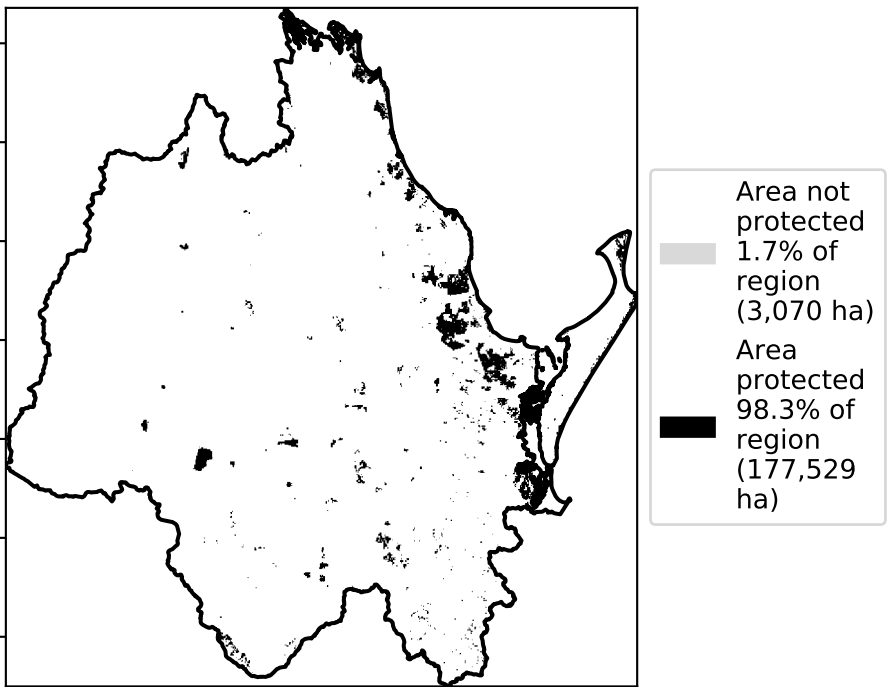 Area not
protected
1.7% of
region
(3,070 ha)
Area
protected
98.3% of
region
(177,529
ha)